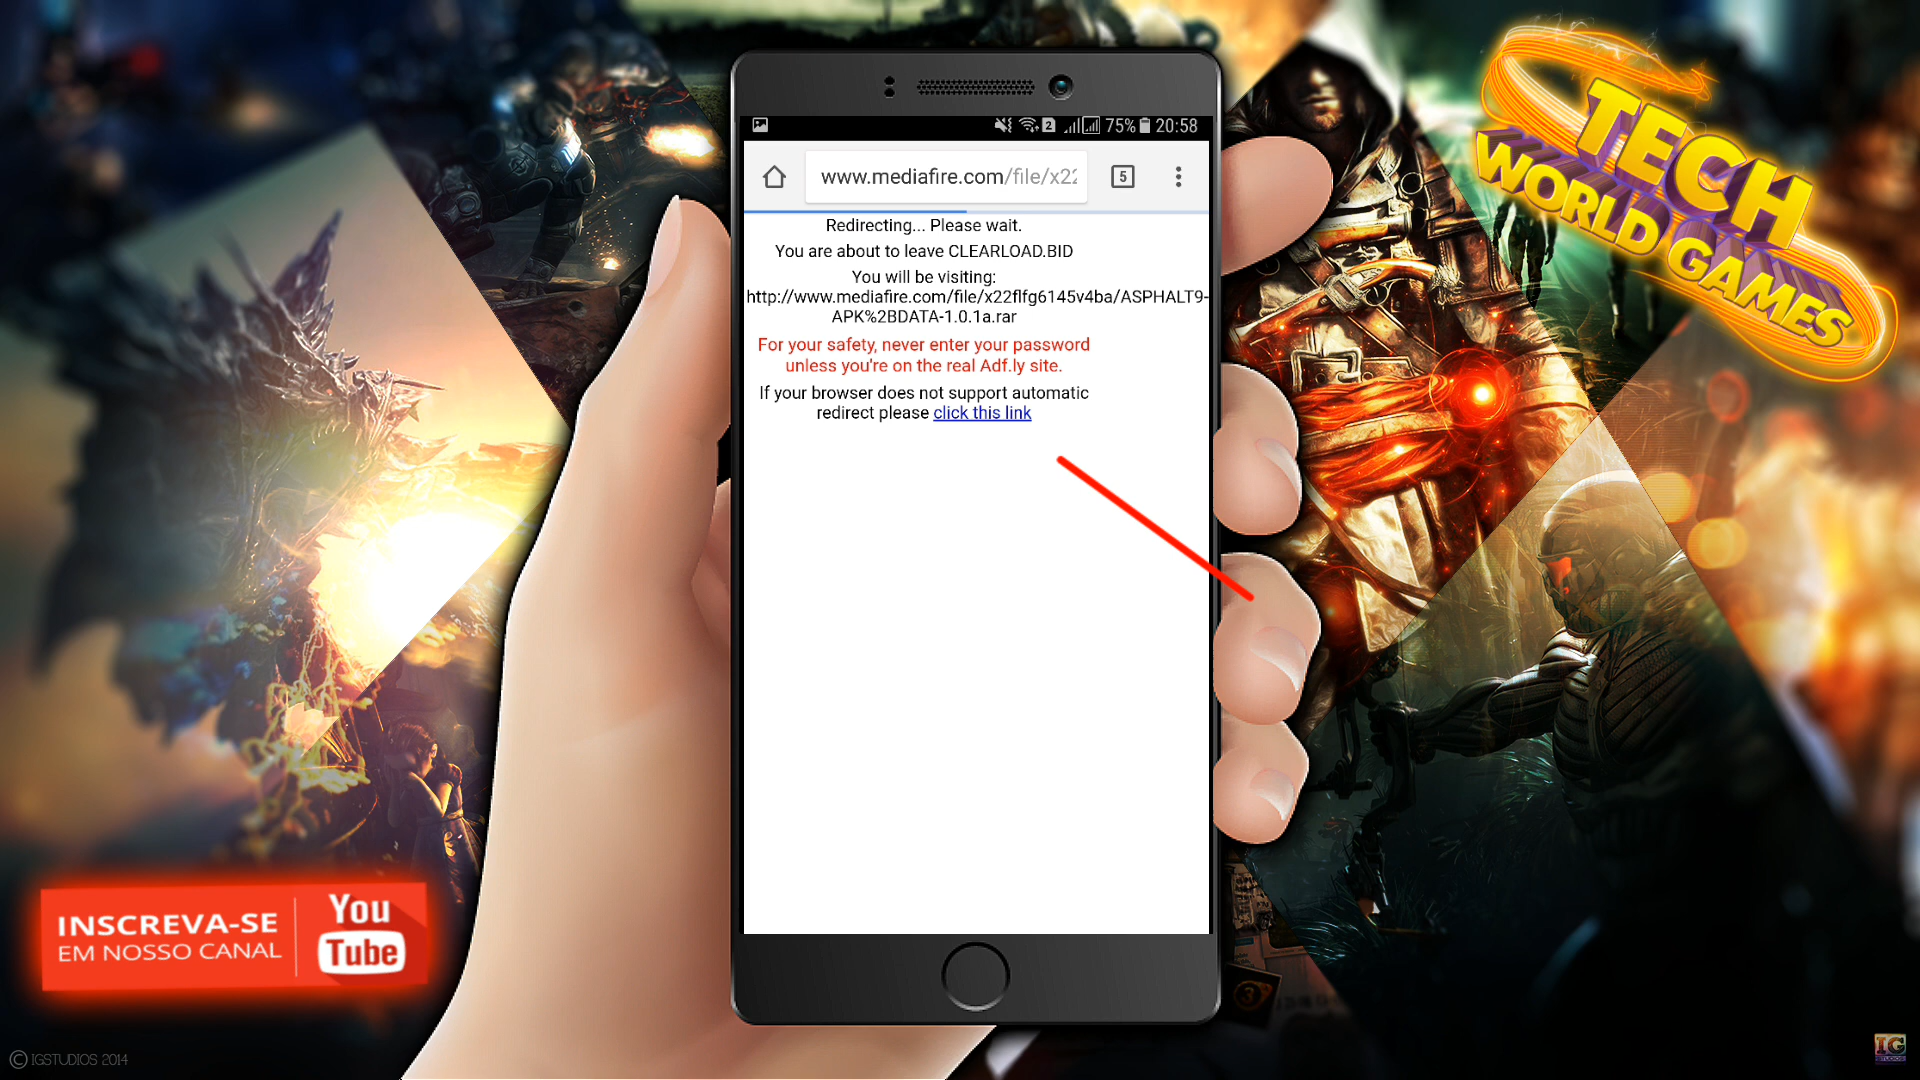 2
75%
20:58
www.mediafire.com/file/x22
5
Redirecting... Please wait.
You are about to leave CLEARLOAD.BID
You will be visiting:
http://www.mediafire.com/file/x22flfg6145v4ba/ASPHALT9-
APK%2BDATA-1.0.1a.rar
For your safety, never enter your password
unless you're on the real Adf.ly site.
If your browser does not support automatic
redirect please click this link
TECH
WORLD GAMES
INSCREVA-SE
EM NOSSO CANAL
You
Tube
© IGSTUDIOS 2014
IG